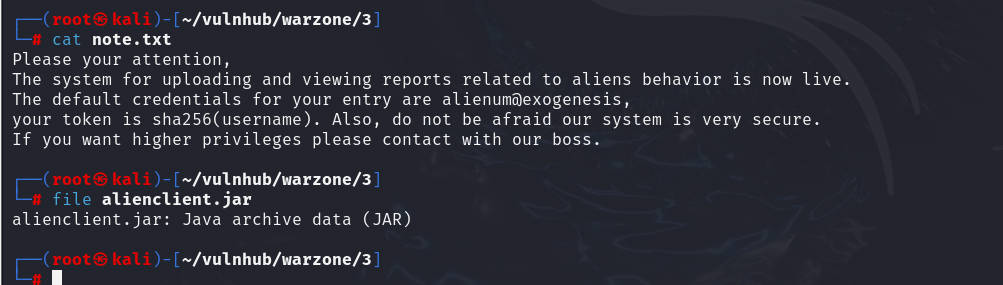 ┌──(root㉿kali)-[~/vulnhub/warzone/3]
└─# cat note.txt
Please your attention,
The system for uploading and viewing reports related to aliens behavior is now live.
The default credentials for your entry are alienum@exogenesis,
your token is sha256(username). Also, do not be afraid our system is very secure.
If you want higher privileges please contact with our boss.
┌──(root㉿kali)-[~/vulnhub/warzone/3]
└─# file alienclient.jar
alienclient.jar: Java archive data (JAR)
┌──(root㉿kali)-[~/vulnhub/warzone/3]
└─#